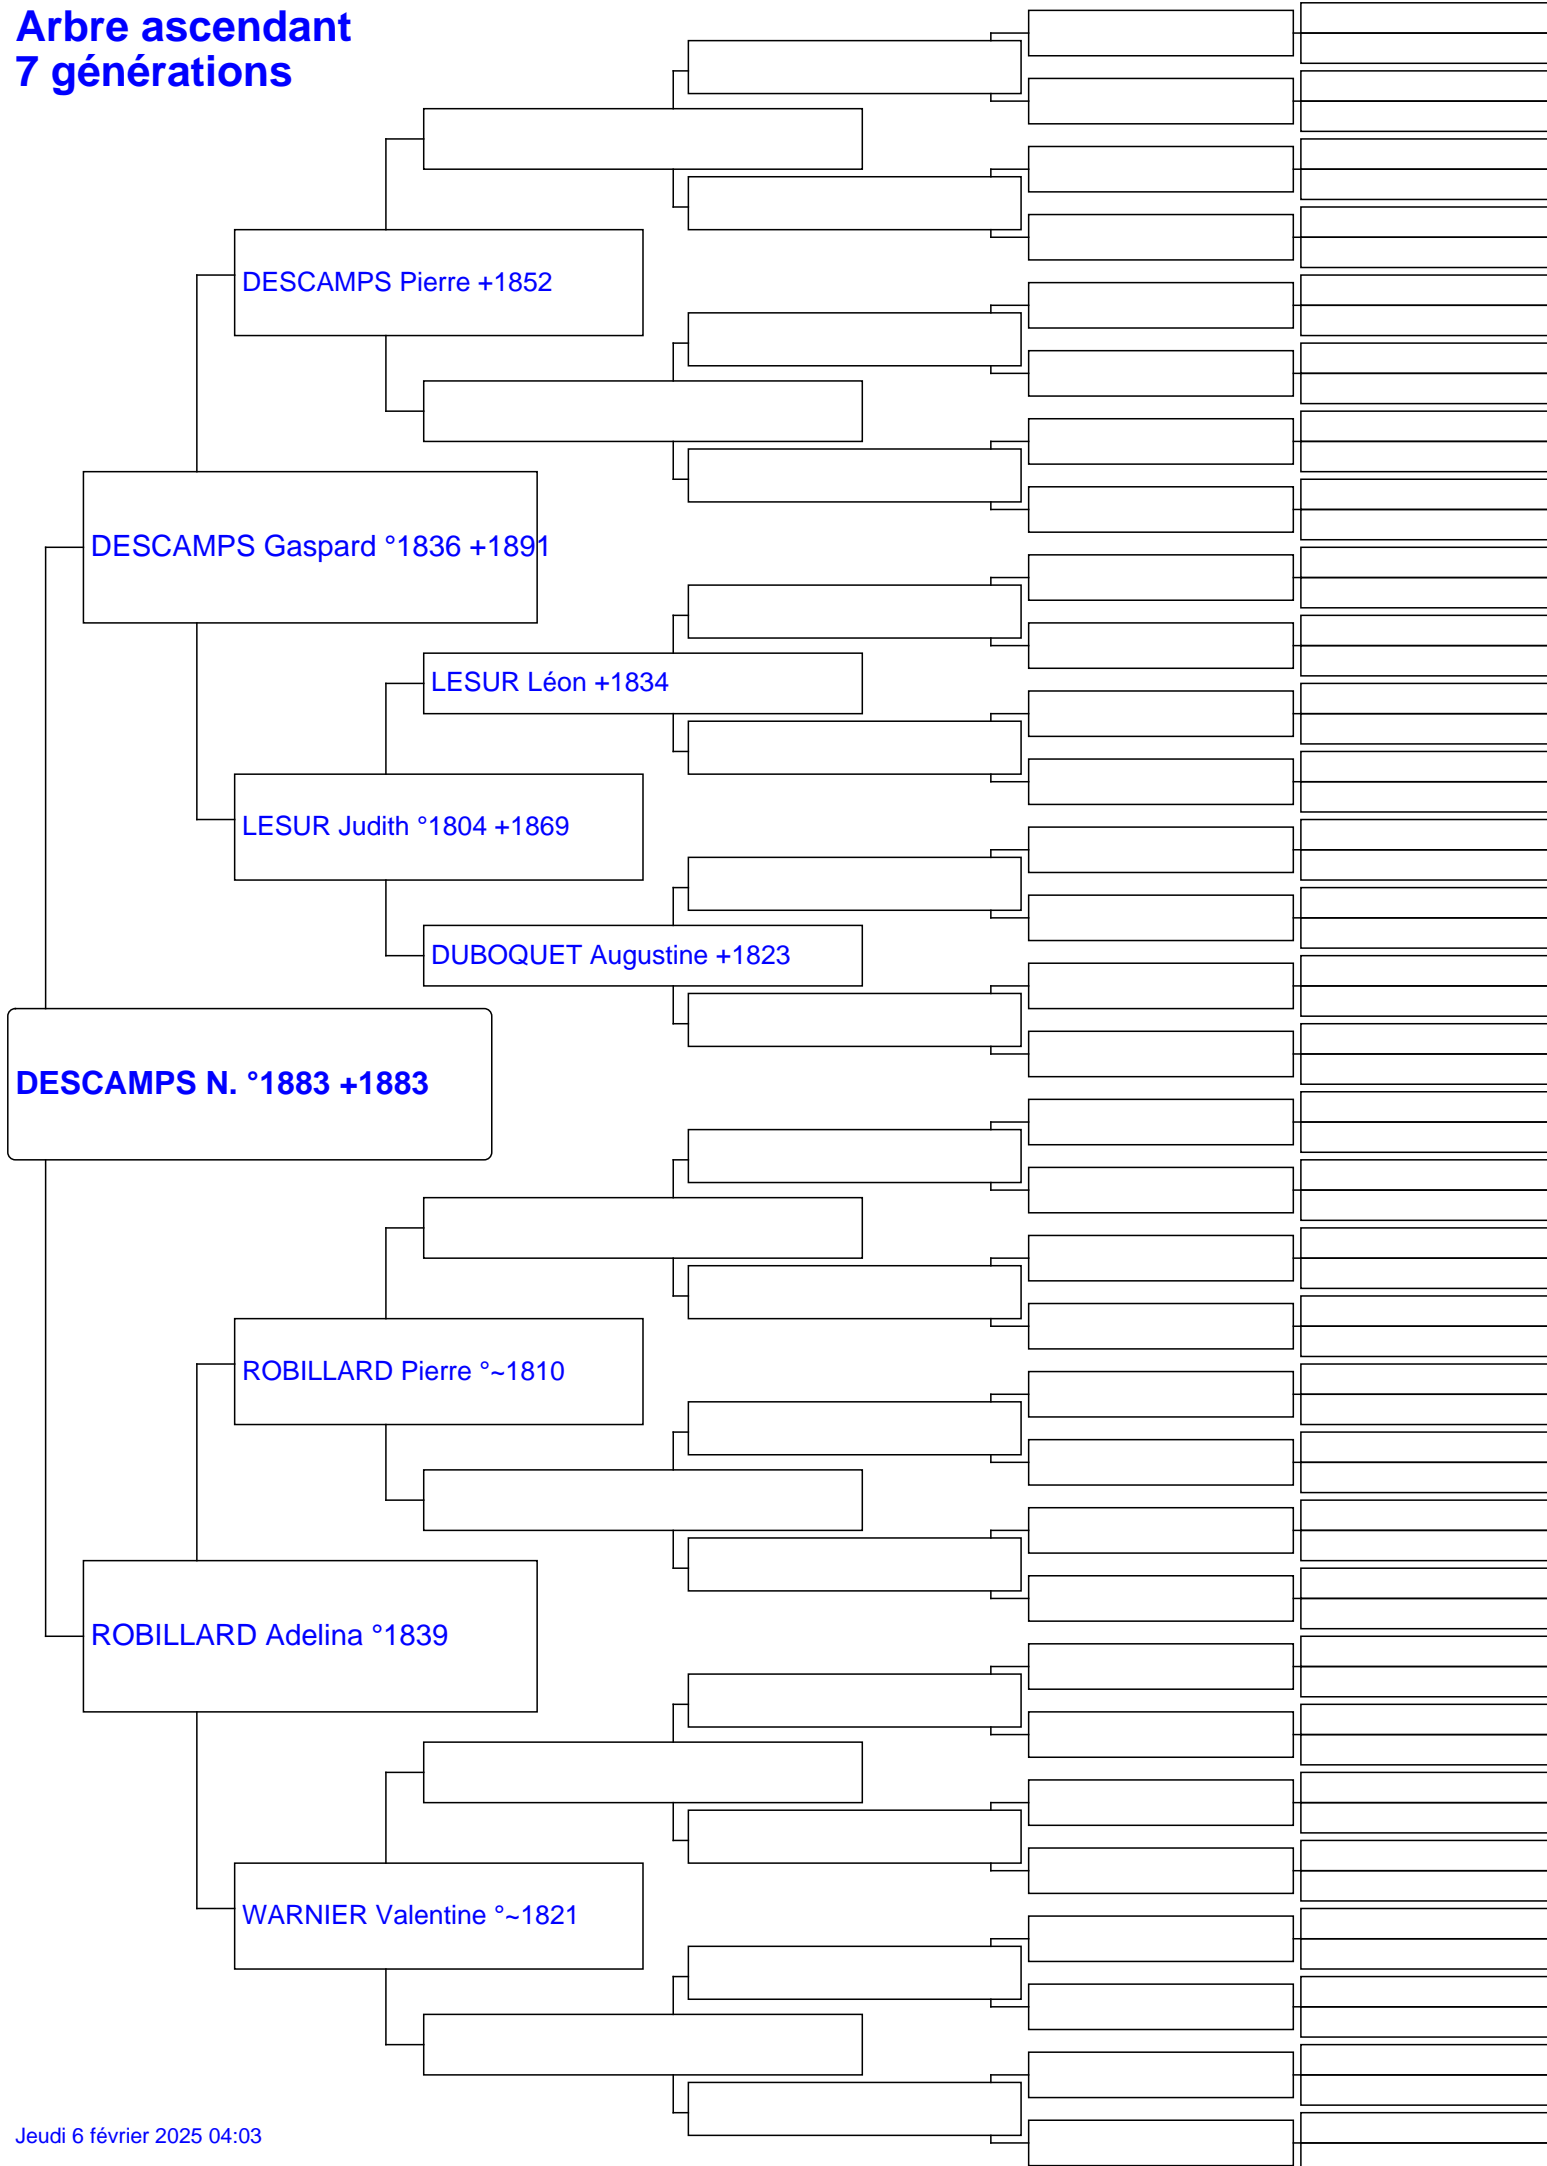 Arbre ascendant
7 générations
DESCAMPS Pierre +1852
DESCAMPS Gaspard °1836 +1891
LESUR Léon +1834
LESUR Judith °1804 +1869
DUBOQUET Augustine +1823
DESCAMPS N. °1883 +1883
ROBILLARD Pierre °~1810
ROBILLARD Adelina °1839
WARNIER Valentine °~1821
Jeudi 6 février 2025 04:03